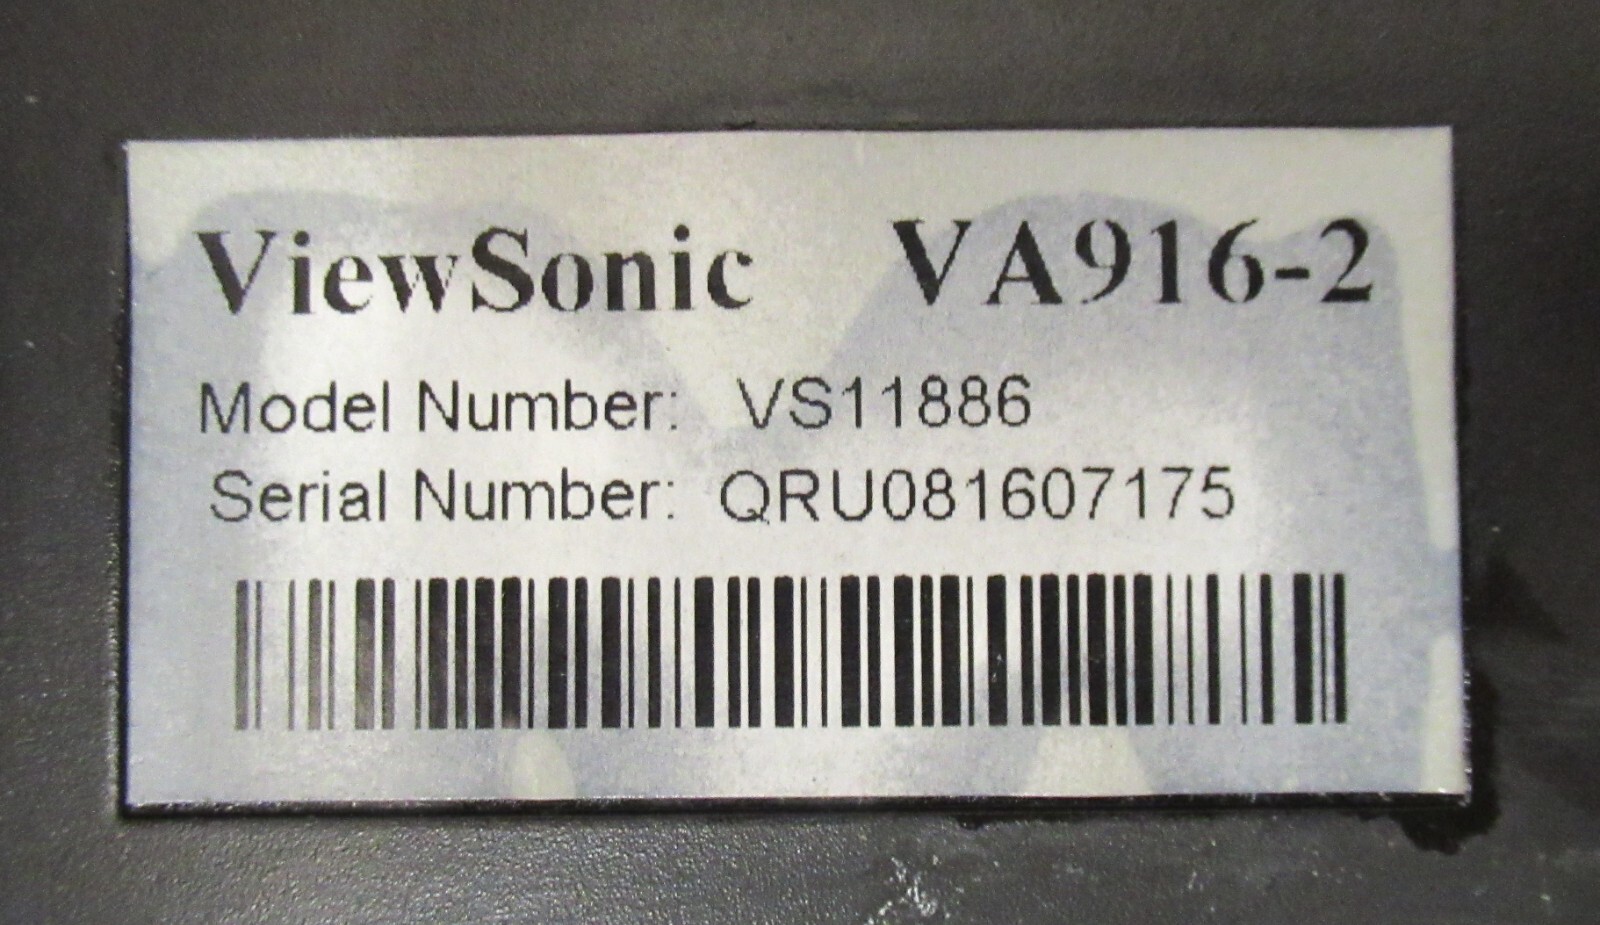 ViewSonic VA916-2
Model Number: VS11886
Serial Number: QRU081607175